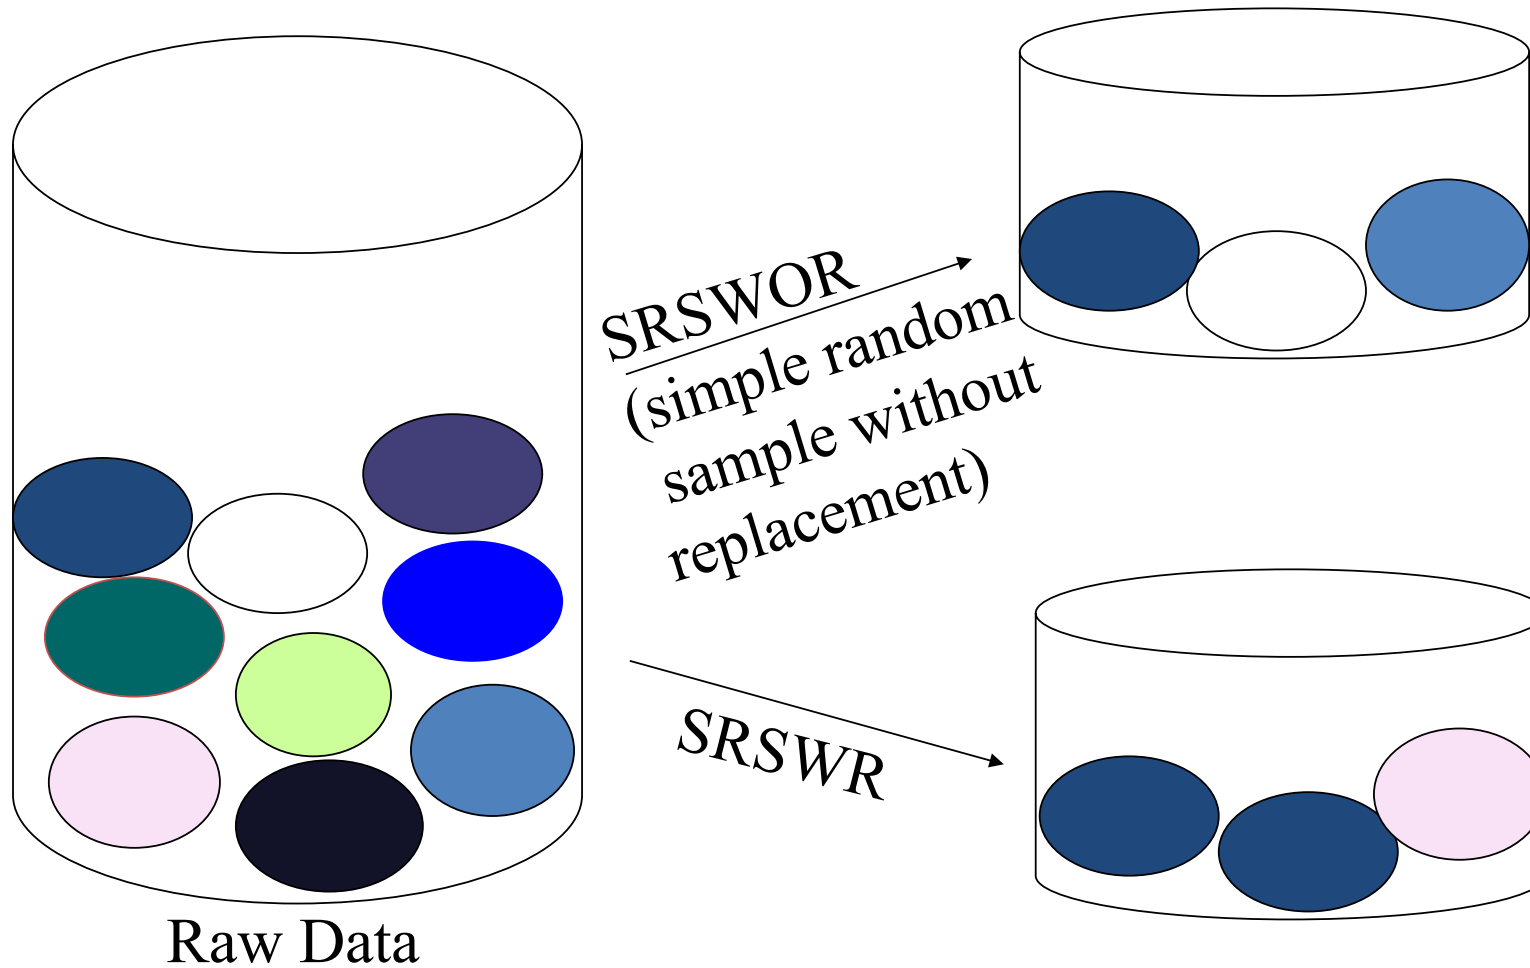 SRSWOR
(simple random
sample without
replacement)
SRSWR
Raw Data